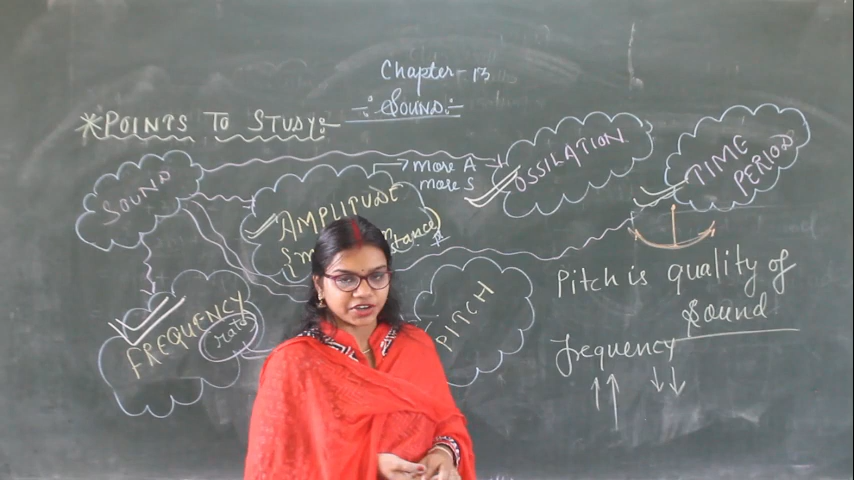 Chapter-13
-:Sound:-
*POINTS TO STUDY:-
SOUND
→ more A
more S
OSSILATION
TIME
PERIOD
AMPLITUDE
FREQUENCY
rate
PITCH
Pitch is quality of
Sound
frequency
↑↑ ↓↓